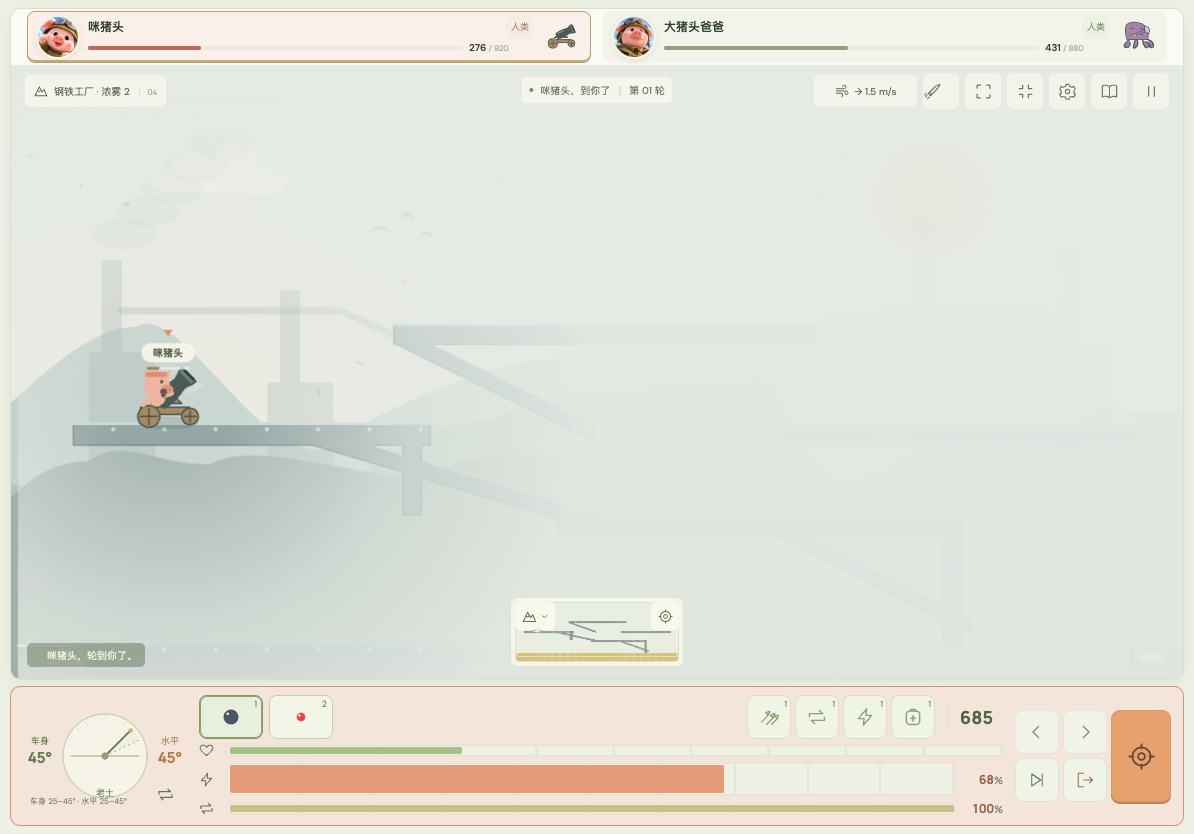 咪猪头
人类
276 / 920
大猪头爸爸
人类
431 / 880
钢铁工厂 · 浓雾 2 04
咪猪头，到你了 | 第 01 轮
→ 1.5 m/s
咪猪头
咪猪头，轮到你了。
v1.8.0
车身
45°
水平
45°
老土
车身 25–45° · 水平 25–45°
1
2
1
1
1
1
685
68%
100%